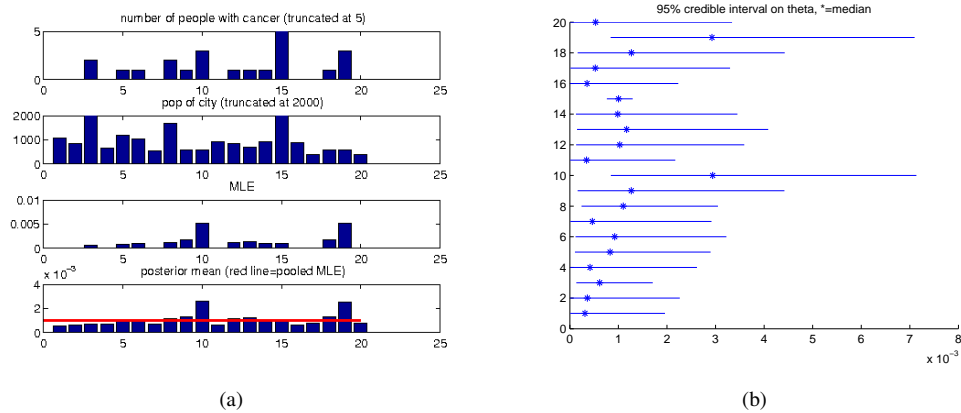 number of people with cancer (truncated at 5)
5
0
0 5 10 15 20 25
pop of city (truncated at 2000)
2000
1000
0
0 5 10 15 20 25
MLE
0.01
0.005
0
0 5 10 15 20 25
x 10^-3
posterior mean (red line=pooled MLE)
4
2
0
0 5 10 15 20 25
(a)
95% credible interval on theta, *=median
20
18
16
14
12
10
8
6
4
2
0
0 1 2 3 4 5 6 7 8
x 10^-3
(b)